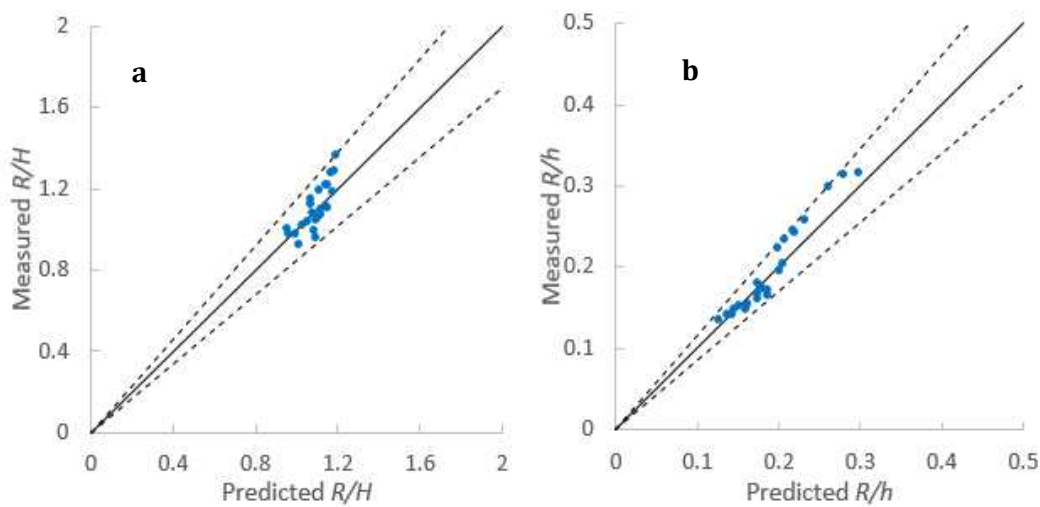 a
Measured R/H
2
1.6
1.2
0.8
0.4
0
0 0.4 0.8 1.2 1.6 2
Predicted R/H
b
Measured R/h
0.5
0.4
0.3
0.2
0.1
0
0 0.1 0.2 0.3 0.4 0.5
Predicted R/h